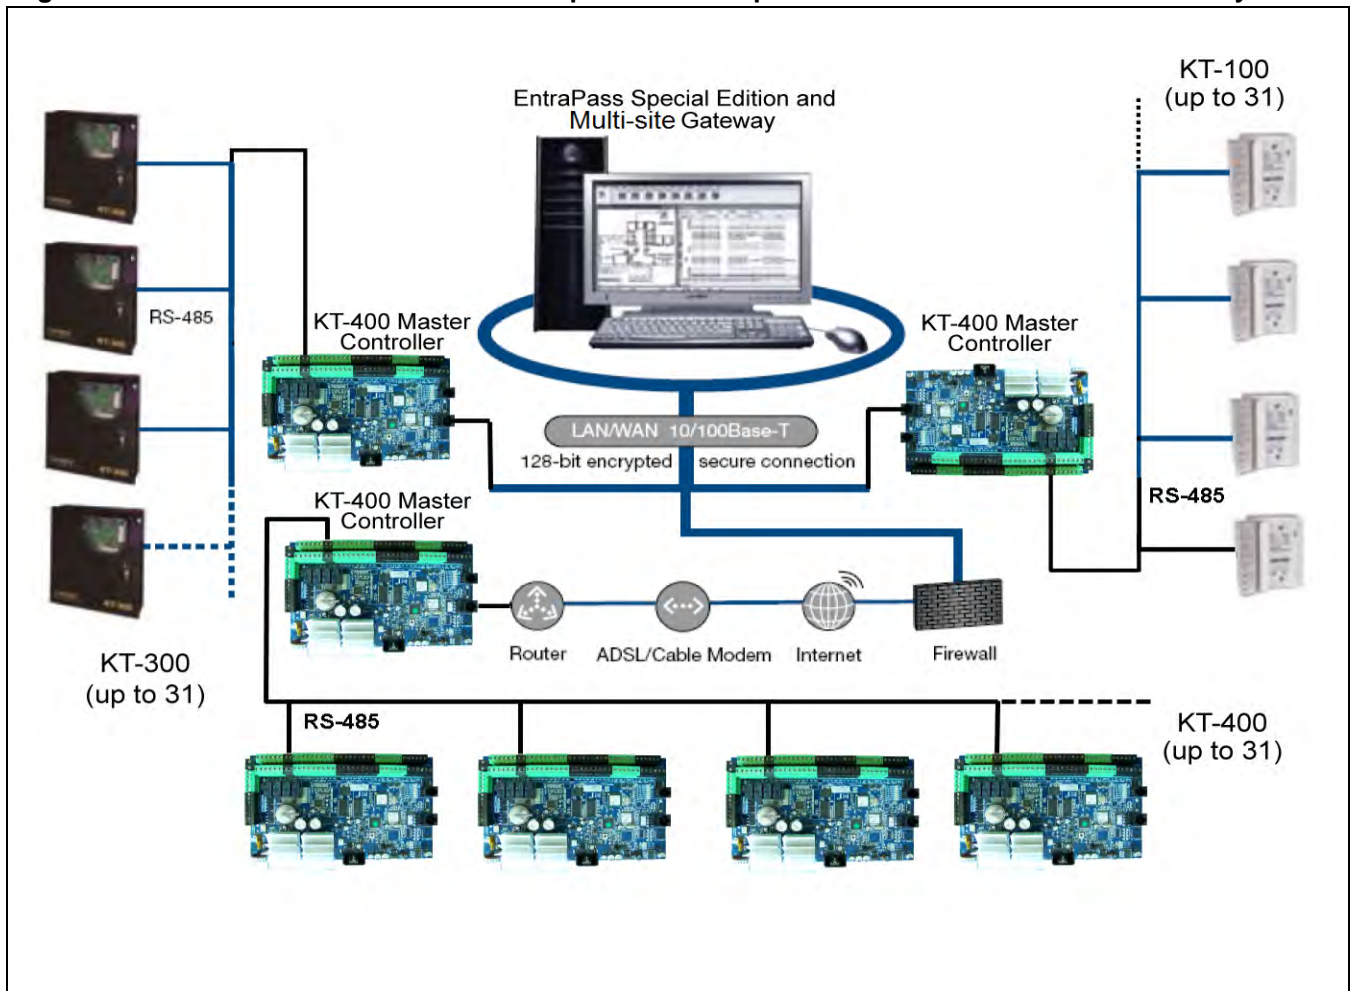 KT-100
(up to 31)
EntraPass Special Edition and
Multi-site Gateway
RS-485
KT-400 Master
Controller
KT-400 Master
Controller
LAN/WAN 10/100Base-T
128-bit encrypted secure connection
RS-485
KT-400 Master
Controller
Router
ADSL/Cable Modem
Internet
Firewall
KT-300
(up to 31)
RS-485
KT-400
(up to 31)